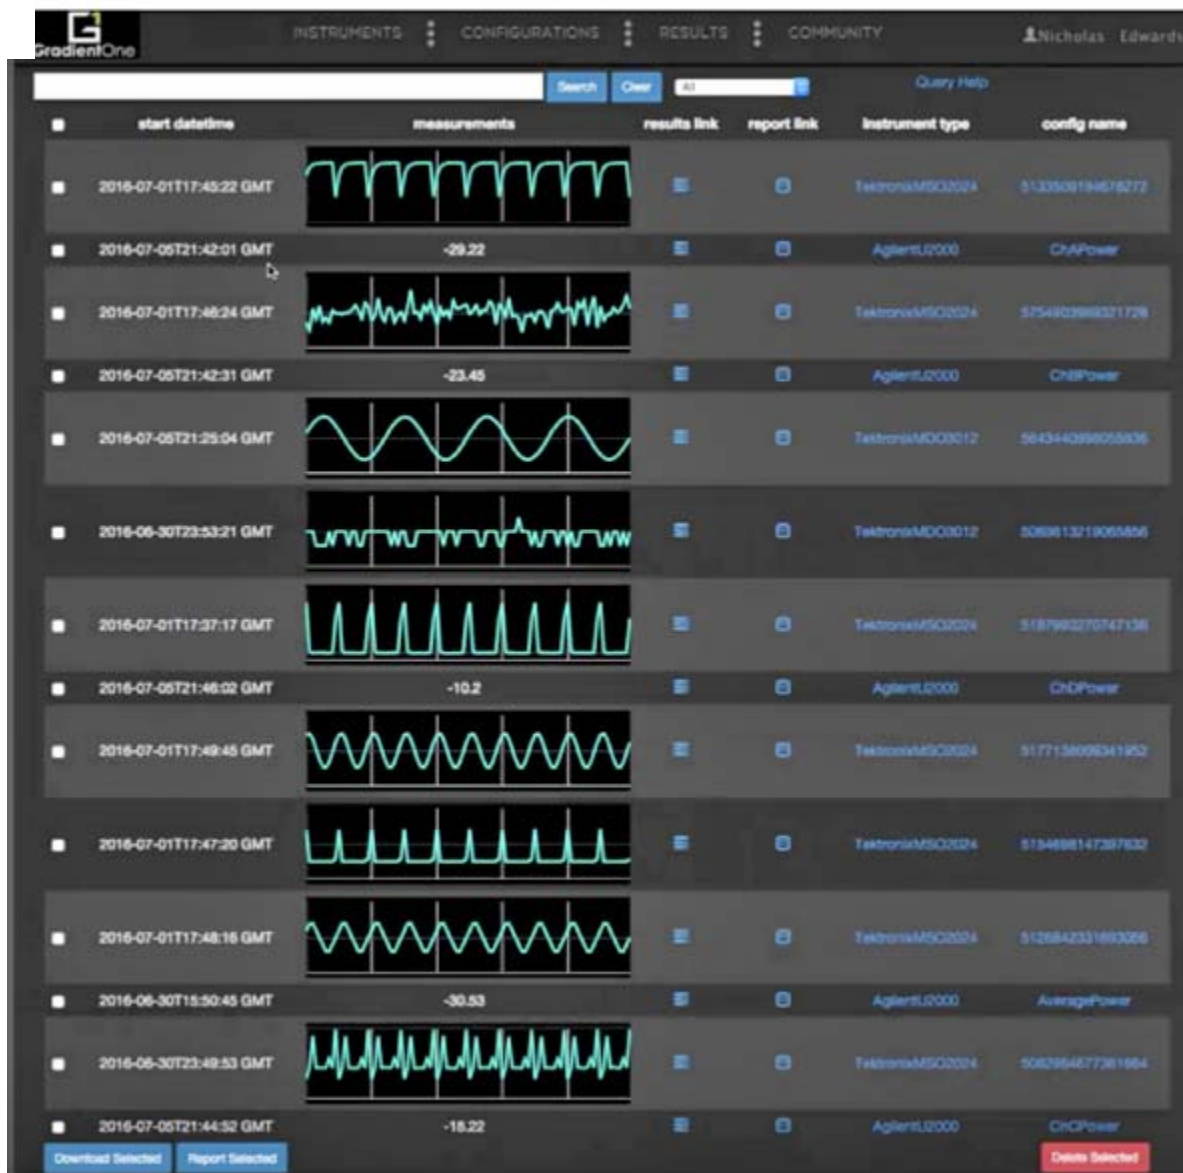 G1
GradientOne
INSTRUMENTS CONFIGURATIONS RESULTS COMMUNITY Nicholas Edwards
Search Clear All Query Help
start datetime measurements results link report link instrument type config name
2016-07-01T17:45:22 GMT TektronixMSO2024
2016-07-05T21:42:01 GMT -29.22 AgilentU2000 ChAPower
2016-07-01T17:46:24 GMT TektronixMSO2024
2016-07-05T21:42:31 GMT -23.45 AgilentU2000 ChBPower
2016-07-05T21:25:04 GMT TektronixMDO3012
2016-06-30T23:53:21 GMT TektronixMDO3012
2016-07-01T17:37:17 GMT TektronixMSO2024
2016-07-05T21:46:02 GMT -10.2 AgilentU2000 ChDPower
2016-07-01T17:49:45 GMT TektronixMSO2024
2016-07-01T17:47:20 GMT TektronixMSO2024
2016-07-01T17:48:16 GMT TektronixMSO2024
2016-06-30T15:50:45 GMT -30.53 AgilentU2000 AveragePower
2016-06-30T23:49:53 GMT TektronixMSO2024
2016-07-05T21:44:52 GMT AgilentU2000 ChCPower
Download Selected Report Selected Delete Selected